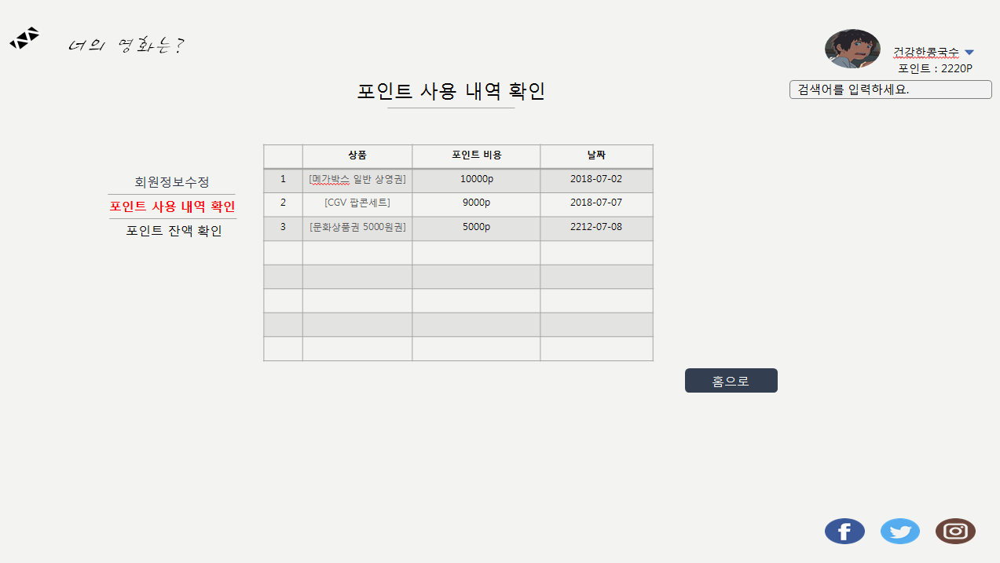 너의 영화는?
건강한콩국수
포인트 : 2220P
검색어를 입력하세요.
포인트 사용 내역 확인
회원정보수정
포인트 사용 내역 확인
포인트 잔액 확인
상품 포인트 비용 날짜
1 [메가박스 일반 상영권] 10000p 2018-07-02
2 [CGV 팝콘세트] 9000p 2018-07-07
3 [문화상품권 5000원권] 5000p 2212-07-08
홈으로